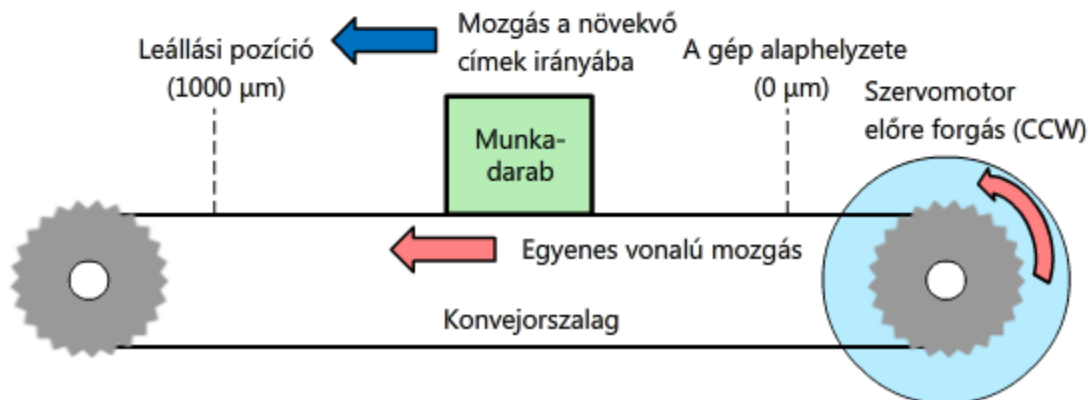 Leállási pozíció
(1000 µm)
Mozgás a növekvő
címek irányába
A gép alaphelyzete
(0 µm)
Szervomotor
előre forgás (CCW)
Munka-
darab
Egyenes vonalú mozgás
Konvejorszalag